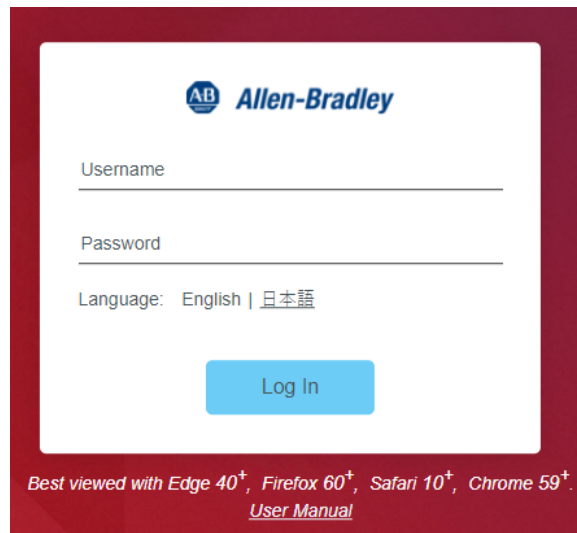 AB
QUALITY
Allen-Bradley
Username
Password
Language: English | 日本語
Log In
Best viewed with Edge 40+, Firefox 60+, Safari 10+, Chrome 59+.
User Manual